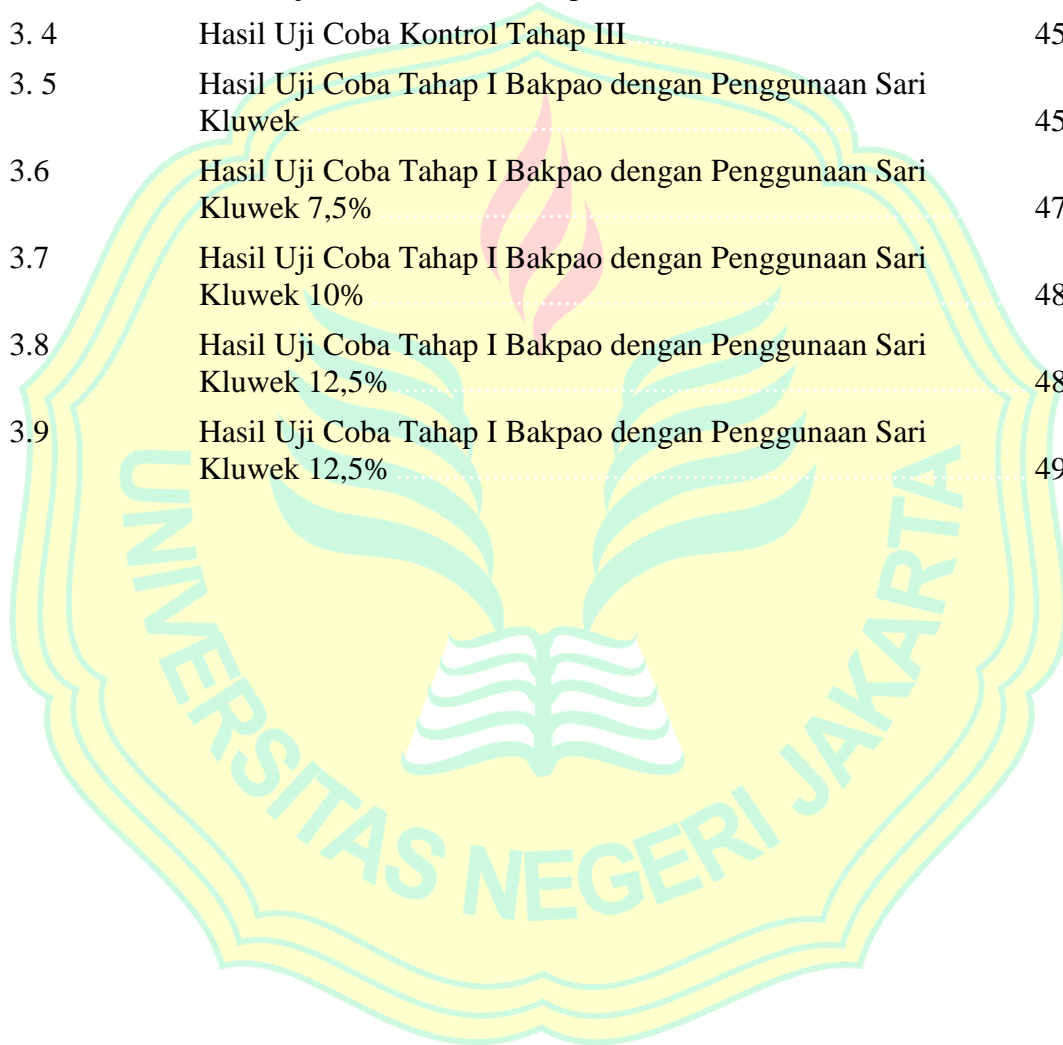 3. 4 Hasil Uji Coba Kontrol Tahap III 45
3. 5 Hasil Uji Coba Tahap I Bakpao dengan Penggunaan Sari
Kluwek 45
3.6 Hasil Uji Coba Tahap I Bakpao dengan Penggunaan Sari
Kluwek 7,5% 47
3.7 Hasil Uji Coba Tahap I Bakpao dengan Penggunaan Sari
Kluwek 10% 48
3.8 Hasil Uji Coba Tahap I Bakpao dengan Penggunaan Sari
Kluwek 12,5% 48
3.9 Hasil Uji Coba Tahap I Bakpao dengan Penggunaan Sari
Kluwek 12,5% 49
UNIVERSITAS NEGERI JAKARTA